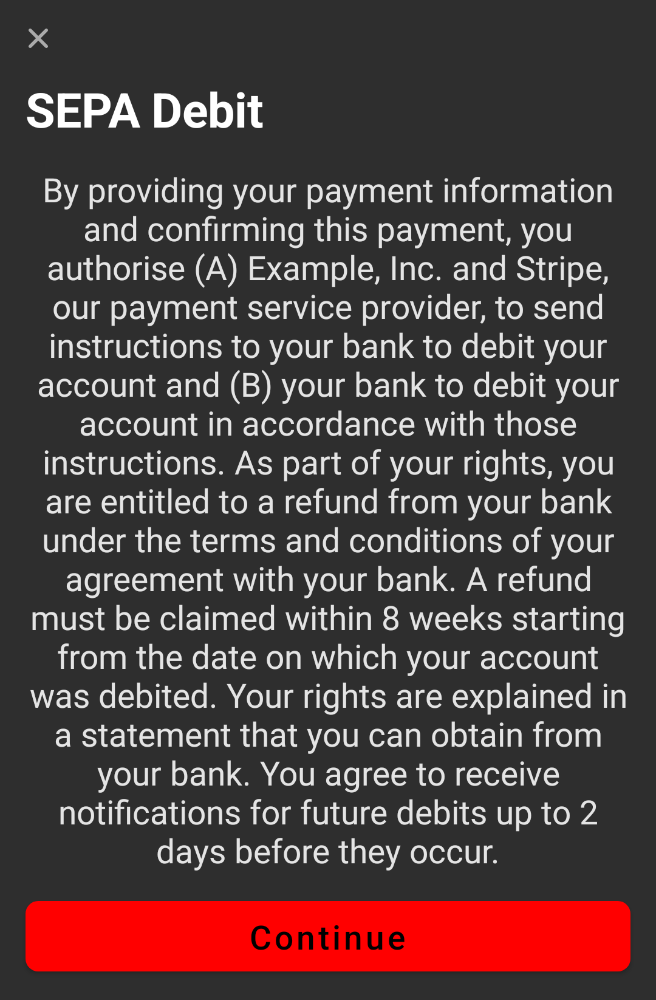 SEPA Debit
By providing your payment information
and confirming this payment, you
authorise (A) Example, Inc. and Stripe,
our payment service provider, to send
instructions to your bank to debit your
account and (B) your bank to debit your
account in accordance with those
instructions. As part of your rights, you
are entitled to a refund from your bank
under the terms and conditions of your
agreement with your bank. A refund
must be claimed within 8 weeks starting
from the date on which your account
was debited. Your rights are explained in
a statement that you can obtain from
your bank. You agree to receive
notifications for future debits up to 2
days before they occur.
Continue